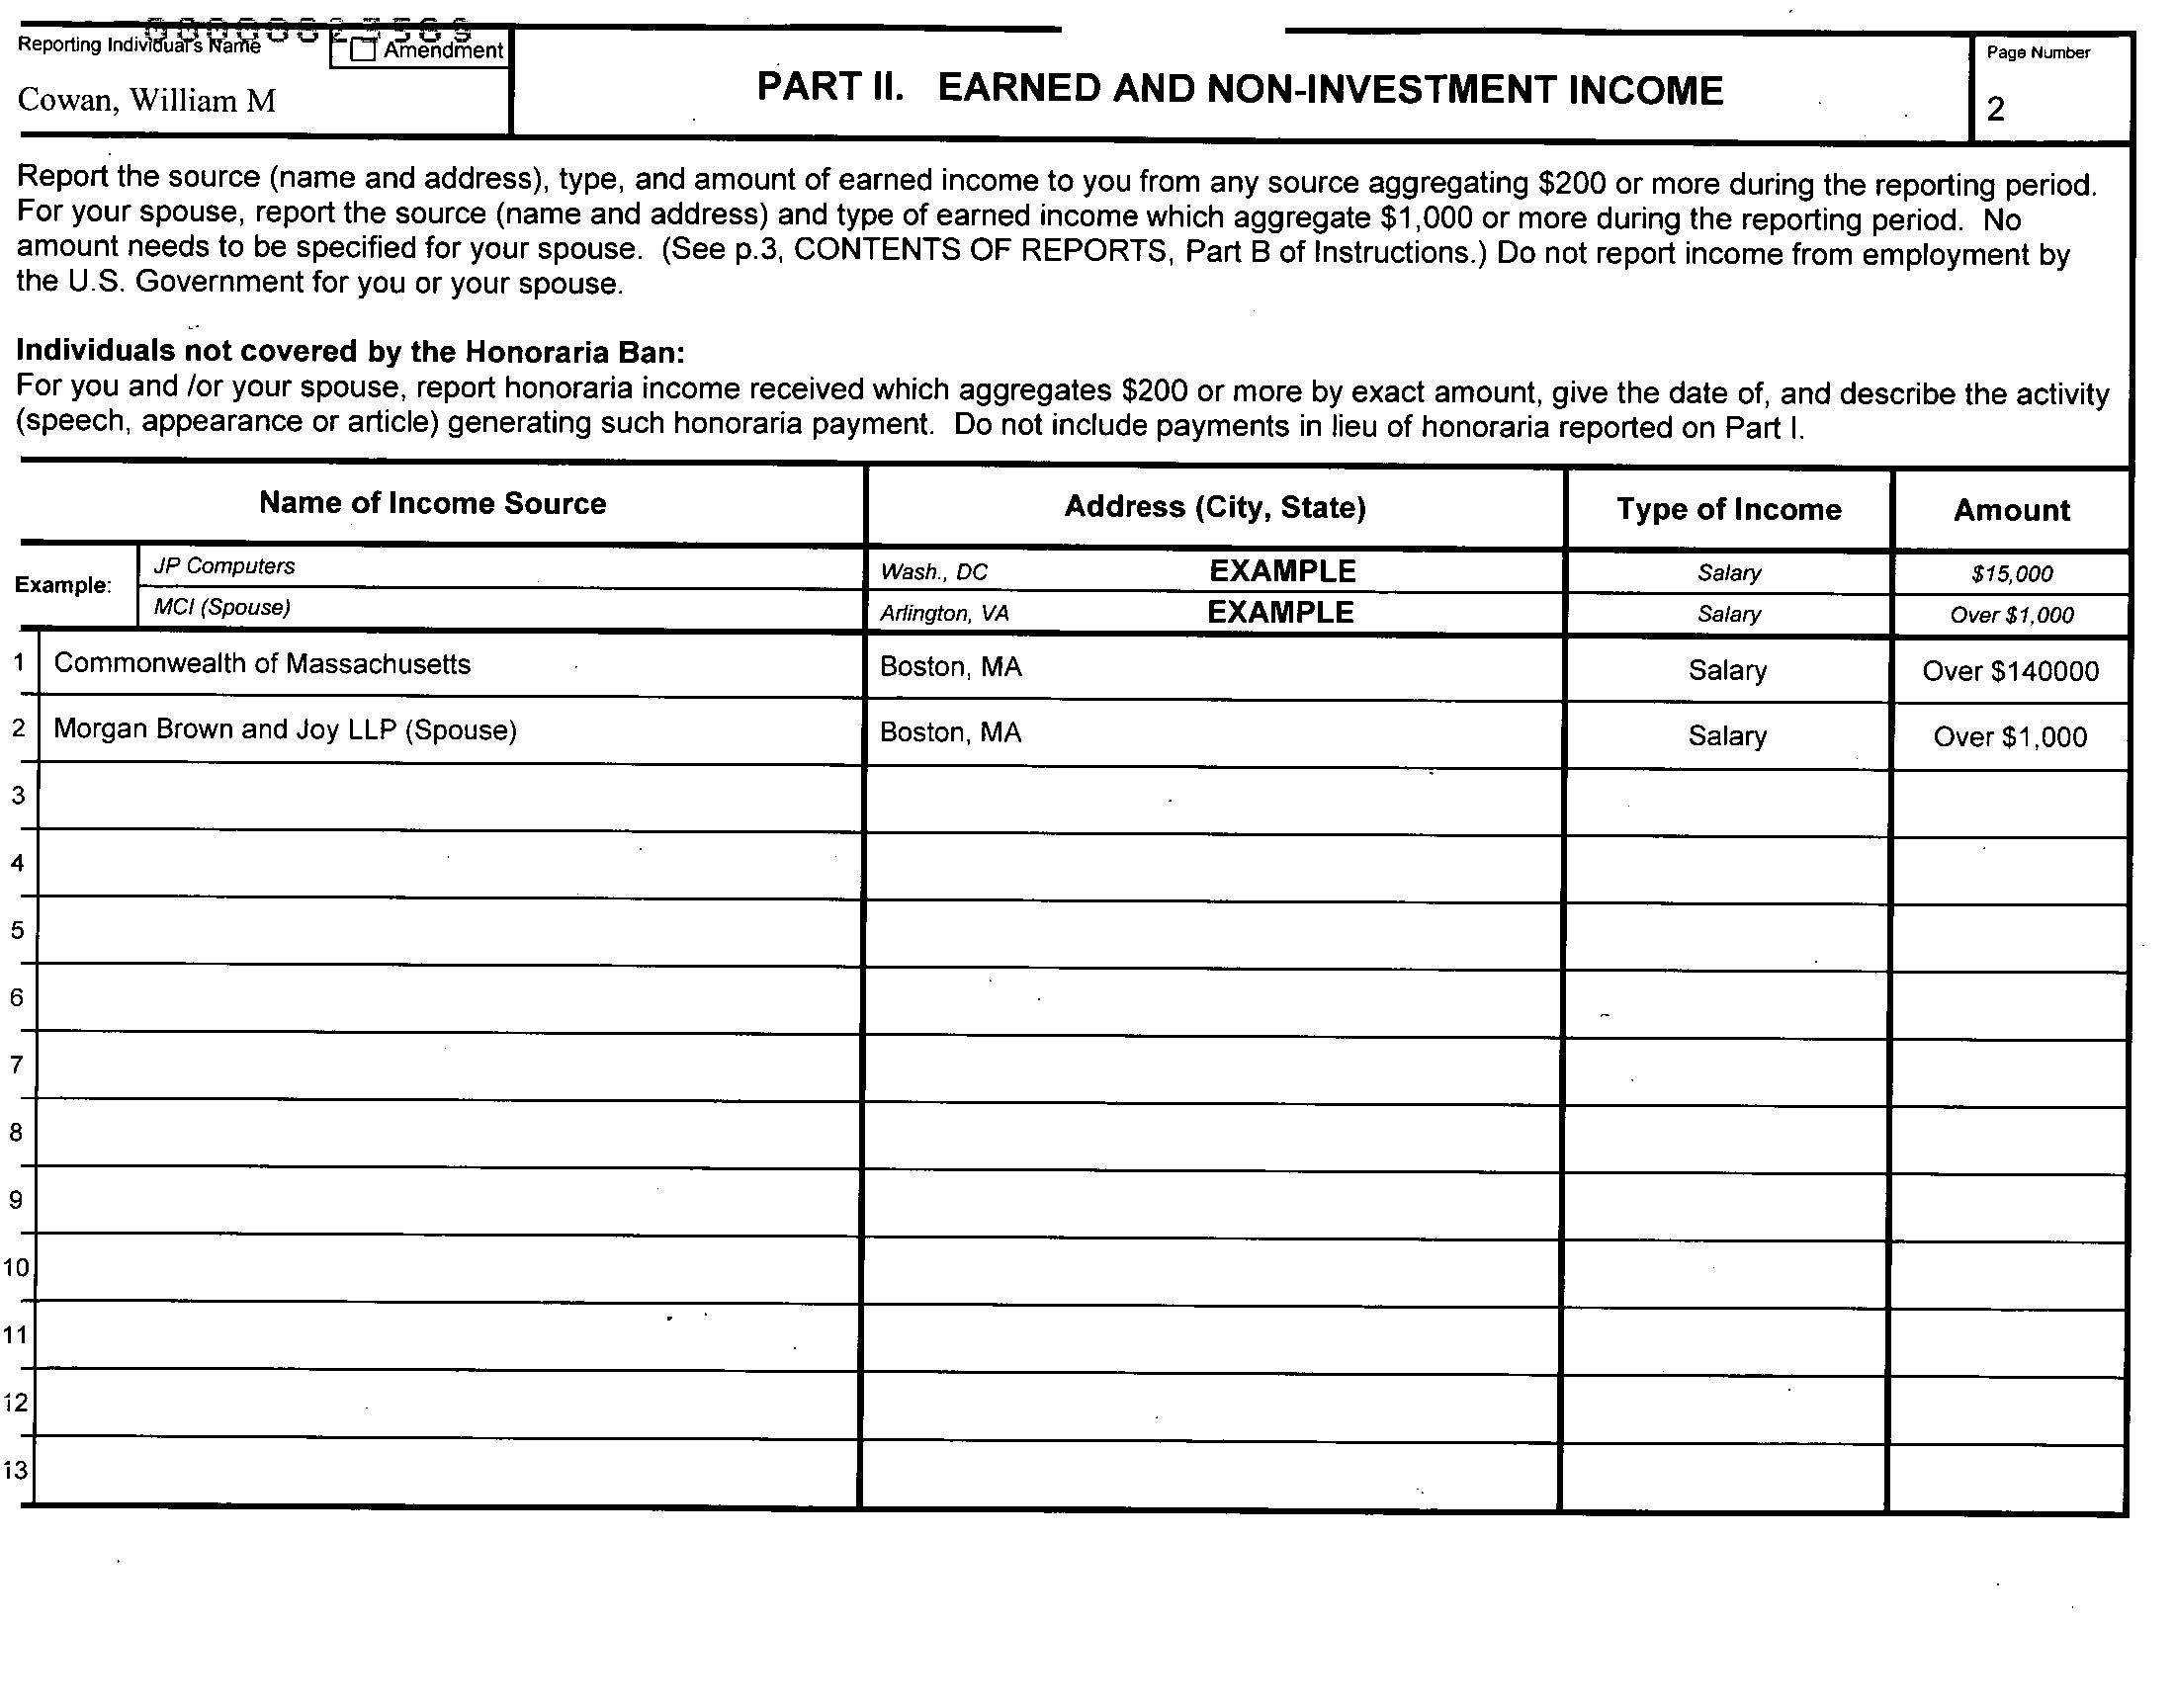 Reporting Individual's Name
Amendment
Page Number
Cowan, William M
PART II. EARNED AND NON-INVESTMENT INCOME
2
Report the source (name and address), type, and amount of earned income to you from any source aggregating $200 or more during the reporting period.
For your spouse, report the source (name and address) and type of earned income which aggregate $1,000 or more during the reporting period. No
amount needs to be specified for your spouse. (See p.3, CONTENTS OF REPORTS, Part B of Instructions.) Do not report income from employment by
the U.S. Government for you or your spouse.
Individuals not covered by the Honoraria Ban:
For you and /or your spouse, report honoraria income received which aggregates $200 or more by exact amount, give the date of, and describe the activity
(speech, appearance or article) generating such honoraria payment. Do not include payments in lieu of honoraria reported on Part I.
Name of Income Source Address (City, State) Type of Income Amount
Example:
JP Computers Wash., DC EXAMPLE Salary $15,000
MCI (Spouse) Arlington, VA EXAMPLE Salary Over $1,000
1 Commonwealth of Massachusetts Boston, MA Salary Over $140000
2 Morgan Brown and Joy LLP (Spouse) Boston, MA Salary Over $1,000
3
4
5
6
7
8
9
10
11
12
13